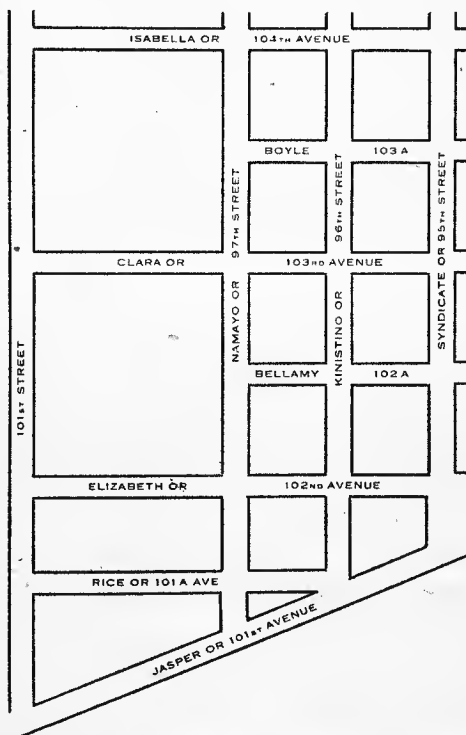 ISABELLA OR 104TH AVENUE
BOYLE 103 A
97TH STREET
96TH STREET
SYNDICATE OR 95TH STREET
CLARA OR 103RD AVENUE
NAMAYO OR
KINISTINO OR
101ST STREET
BELLAMY 102 A
ELIZABETH OR 102ND AVENUE
RICE OR 101 A AVE
JASPER OR 101ST AVENUE